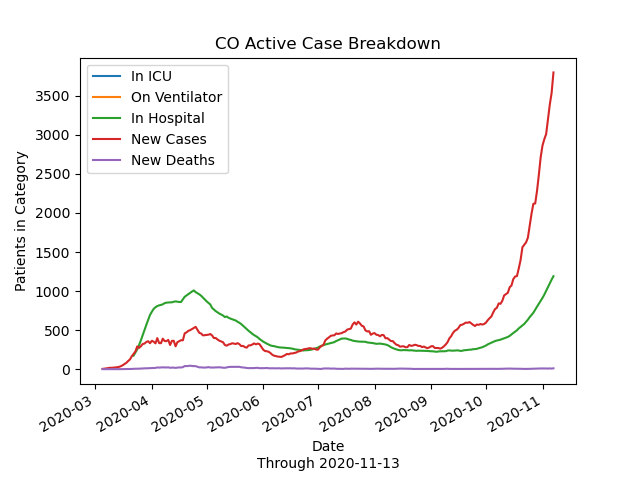 CO Active Case Breakdown
In ICU
On Ventilator
In Hospital
New Cases
New Deaths
Patients in Category
3500
3000
2500
2000
1500
1000
500
0
2020-03
2020-04
2020-05
2020-06
2020-07
2020-08
2020-09
2020-10
2020-11
Date
Through 2020-11-13